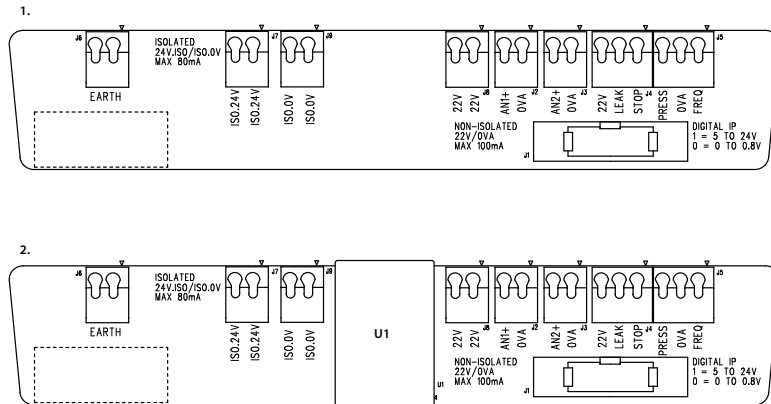 1.
J6
EARTH
ISOLATED
24V.ISO/ISO.0V
MAX 80mA
J7
ISO.24V
ISO.24V
J9
ISO.0V
ISO.0V
22V
22V
J8
AN1+
0VA
J2
AN2+
0VA
J3
22V
LEAK
STOP
J4
PRESS
0VA
FREQ
J5
NON-ISOLATED
22V/0VA
MAX 100mA
J1
DIGITAL IP
1 = 5 TO 24V
0 = 0 TO 0.8V
2.
J6
EARTH
ISOLATED
24V.ISO/ISO.0V
MAX 80mA
J7
ISO.24V
ISO.24V
J9
ISO.0V
ISO.0V
U1
U1
22V
22V
J8
AN1+
0VA
J2
AN2+
0VA
J3
22V
LEAK
STOP
J4
PRESS
0VA
FREQ
J5
NON-ISOLATED
22V/0VA
MAX 100mA
J1
DIGITAL IP
1 = 5 TO 24V
0 = 0 TO 0.8V